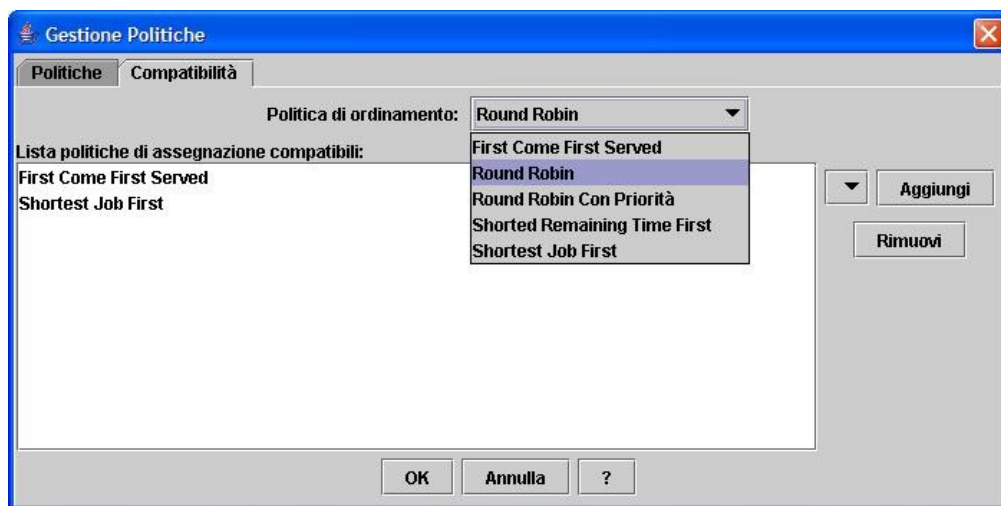 Gestione Politiche
Politiche Compatibilità
Politica di ordinamento: Round Robin
First Come First Served
Round Robin
Round Robin Con Priorità
Shorted Remaining Time First
Shortest Job First
Lista politiche di assegnazione compatibili:
First Come First Served
Shortest Job First
Aggiungi
Rimuovi
OK Annulla ?